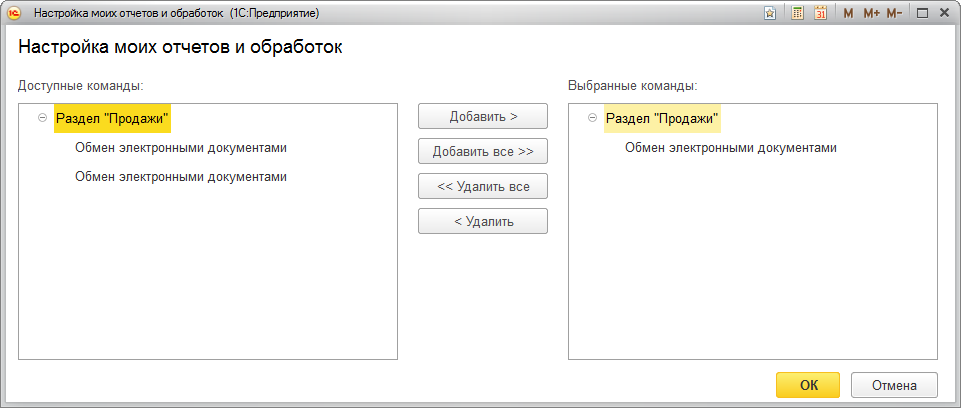 Настройка моих отчетов и обработок (1С:Предприятие)
31 M M+ M-
Настройка моих отчетов и обработок
Доступные команды:
Раздел "Продажи"
Обмен электронными документами
Обмен электронными документами
Добавить >
Добавить все >>
<< Удалить все
< Удалить
Выбранные команды:
Раздел "Продажи"
Обмен электронными документами
ОК
Отмена